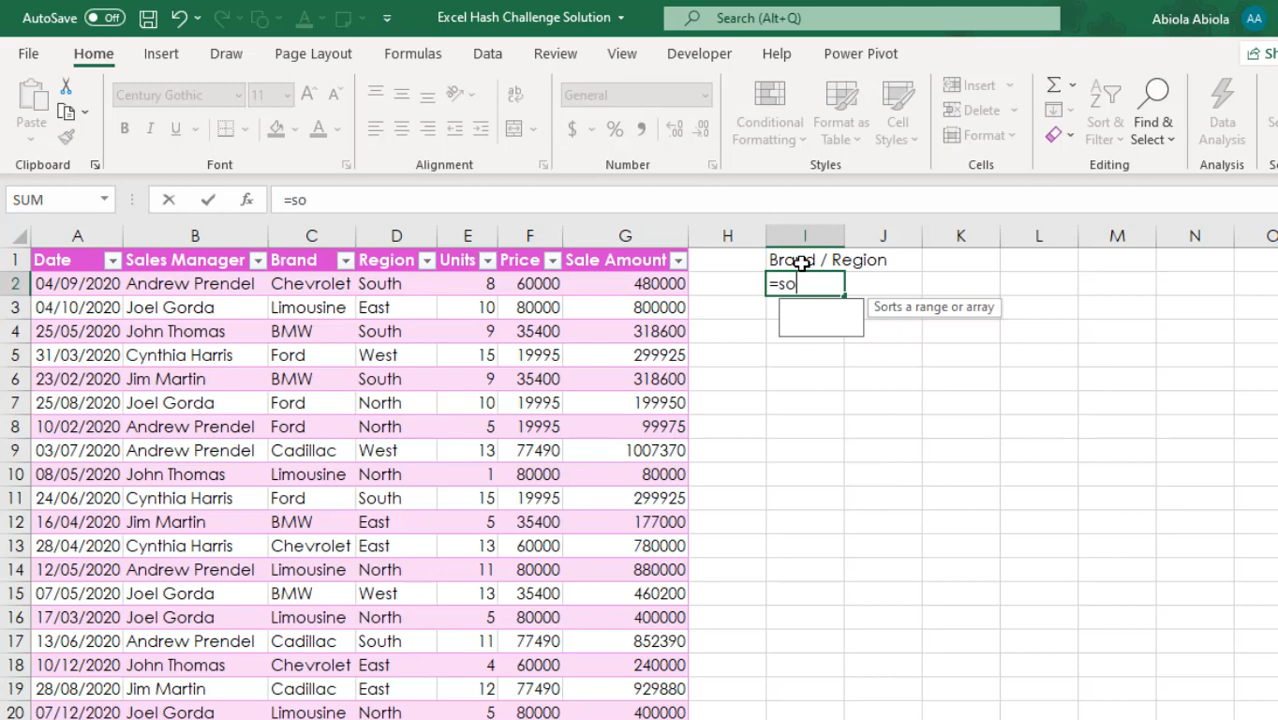 AutoSave Off Excel Hash Challenge Solution Search (Alt+Q) Abiola Abiola AA
File Home Insert Draw Page Layout Formulas Data Review View Developer Help Power Pivot
Paste Century Gothic 11 General Conditional Formatting Format as Table Cell Styles Insert Delete Format Sort & Filter Find & Select Data Analysis
Clipboard Font Alignment Number Styles Cells Editing Analysis
SUM fx =so
A B C D E F G H I J K L M N O
1 Date Sales Manager Brand Region Units Price Sale Amount Brand / Region
2 04/09/2020 Andrew Prendel Chevrolet South 8 60000 480000 =so
3 04/10/2020 Joel Gorda Limousine East 10 80000 800000 Sorts a range or array
4 25/05/2020 John Thomas BMW South 9 35400 318600
5 31/03/2020 Cynthia Harris Ford West 15 19995 299925
6 23/02/2020 Jim Martin BMW South 9 35400 318600
7 25/08/2020 Joel Gorda Ford North 10 19995 199950
8 10/02/2020 Andrew Prendel Ford North 5 19995 99975
9 03/07/2020 Andrew Prendel Cadillac West 13 77490 1007370
10 08/05/2020 John Thomas Limousine North 1 80000 80000
11 24/06/2020 Cynthia Harris Ford South 15 19995 299925
12 16/04/2020 Jim Martin BMW East 5 35400 177000
13 28/04/2020 Cynthia Harris Chevrolet East 13 60000 780000
14 12/05/2020 Andrew Prendel Limousine North 11 80000 880000
15 07/05/2020 Joel Gorda BMW West 13 35400 460200
16 17/03/2020 Joel Gorda Limousine North 5 80000 400000
17 13/06/2020 Andrew Prendel Cadillac South 11 77490 852390
18 10/12/2020 John Thomas Chevrolet East 4 60000 240000
19 28/08/2020 Jim Martin Cadillac East 12 77490 929880
20 07/12/2020 Joel Gorda Limousine North 5 80000 400000